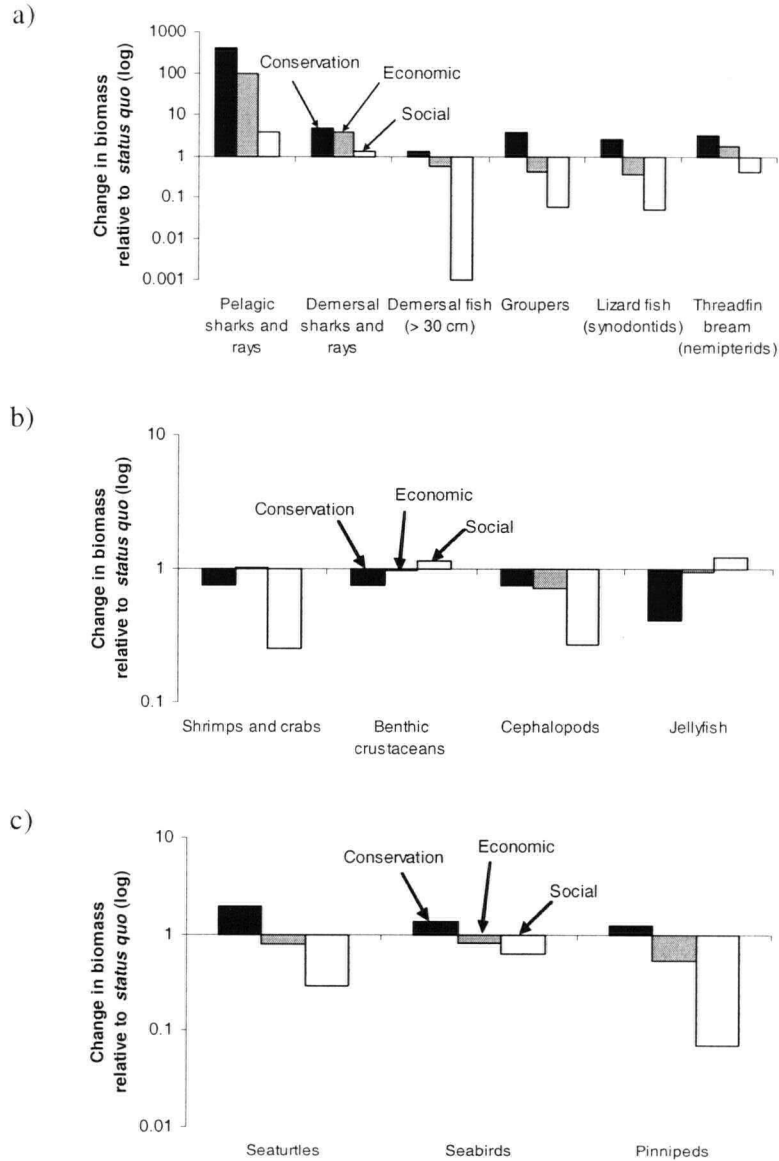 a)
Change in biomass
relative to status quo (log)
1000
100
10
1
0.1
0.01
0.001
Conservation
Economic
Social
Pelagic
sharks and
rays
Demersal
sharks and
rays
Demersal fish
(> 30 cm)
Groupers
Lizard fish
(synodontids)
Threadfin
bream
(nemipterids)
b)
Change in biomass
relative to status quo (log)
10
1
0.1
Conservation
Economic
Social
Shrimps and crabs
Benthic
crustaceans
Cephalopods
Jellyfish
c)
Change in biomass
relative to status quo (log)
10
1
0.1
0.01
Conservation
Economic
Social
Seaturtles
Seabirds
Pinnipeds